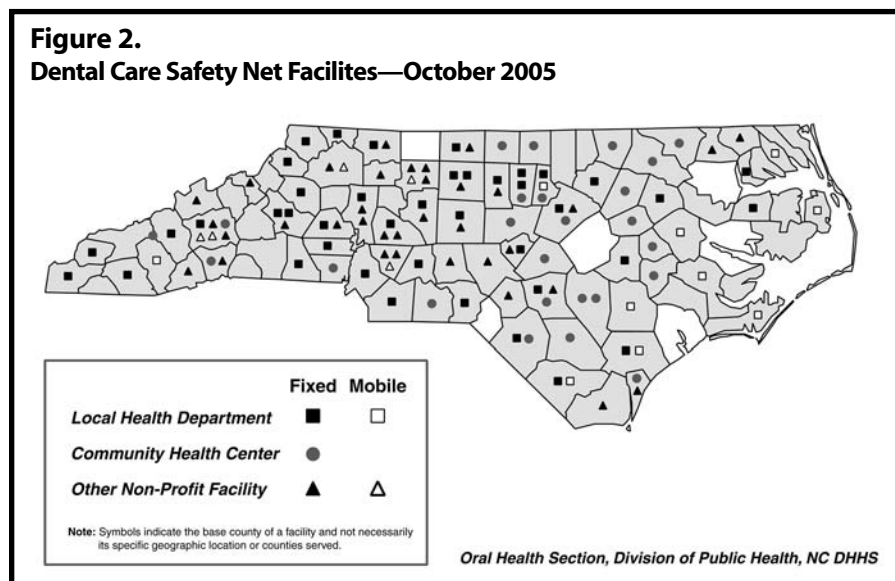 Figure 2.
Dental Care Safety Net Facilites—October 2005
Fixed Mobile
Local Health Department
Community Health Center
Other Non-Profit Facility
Note: Symbols indicate the base county of a facility and not necessarily
its specific geographic location or counties served.
Oral Health Section, Division of Public Health, NC DHHS